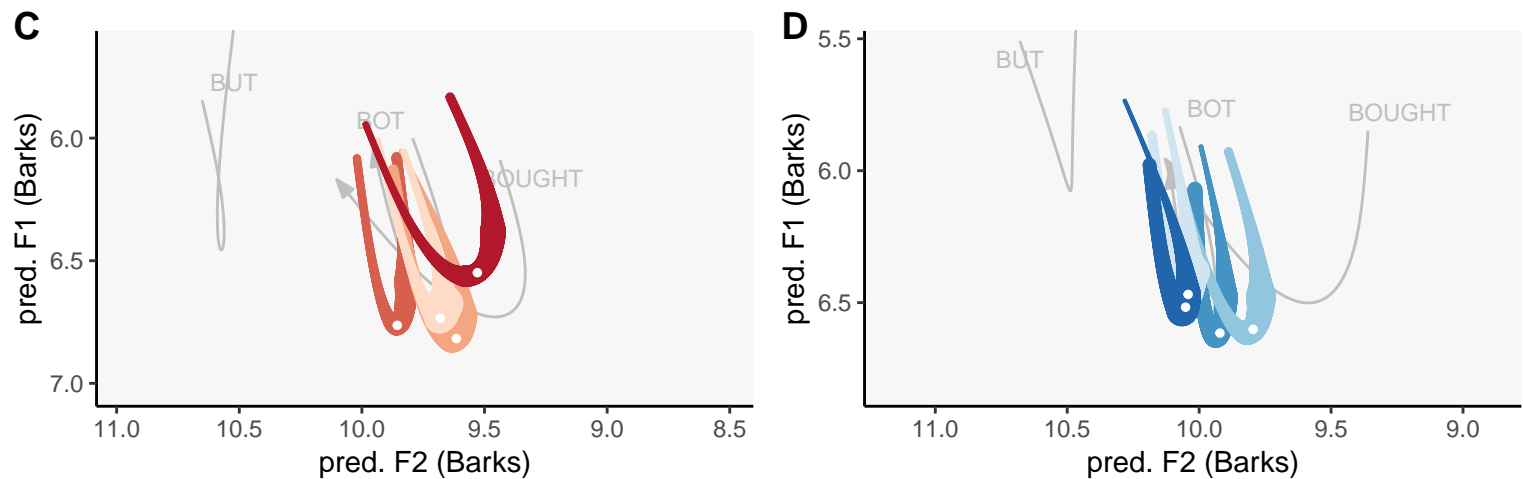 C
BUT
BOT
BOUGHT
6.0
6.5
7.0
pred. F1 (Barks)
11.0 10.5 10.0 9.5 9.0 8.5
pred. F2 (Barks)
D
BUT
BOT
BOUGHT
5.5
6.0
6.5
pred. F1 (Barks)
11.0 10.5 10.0 9.5 9.0
pred. F2 (Barks)